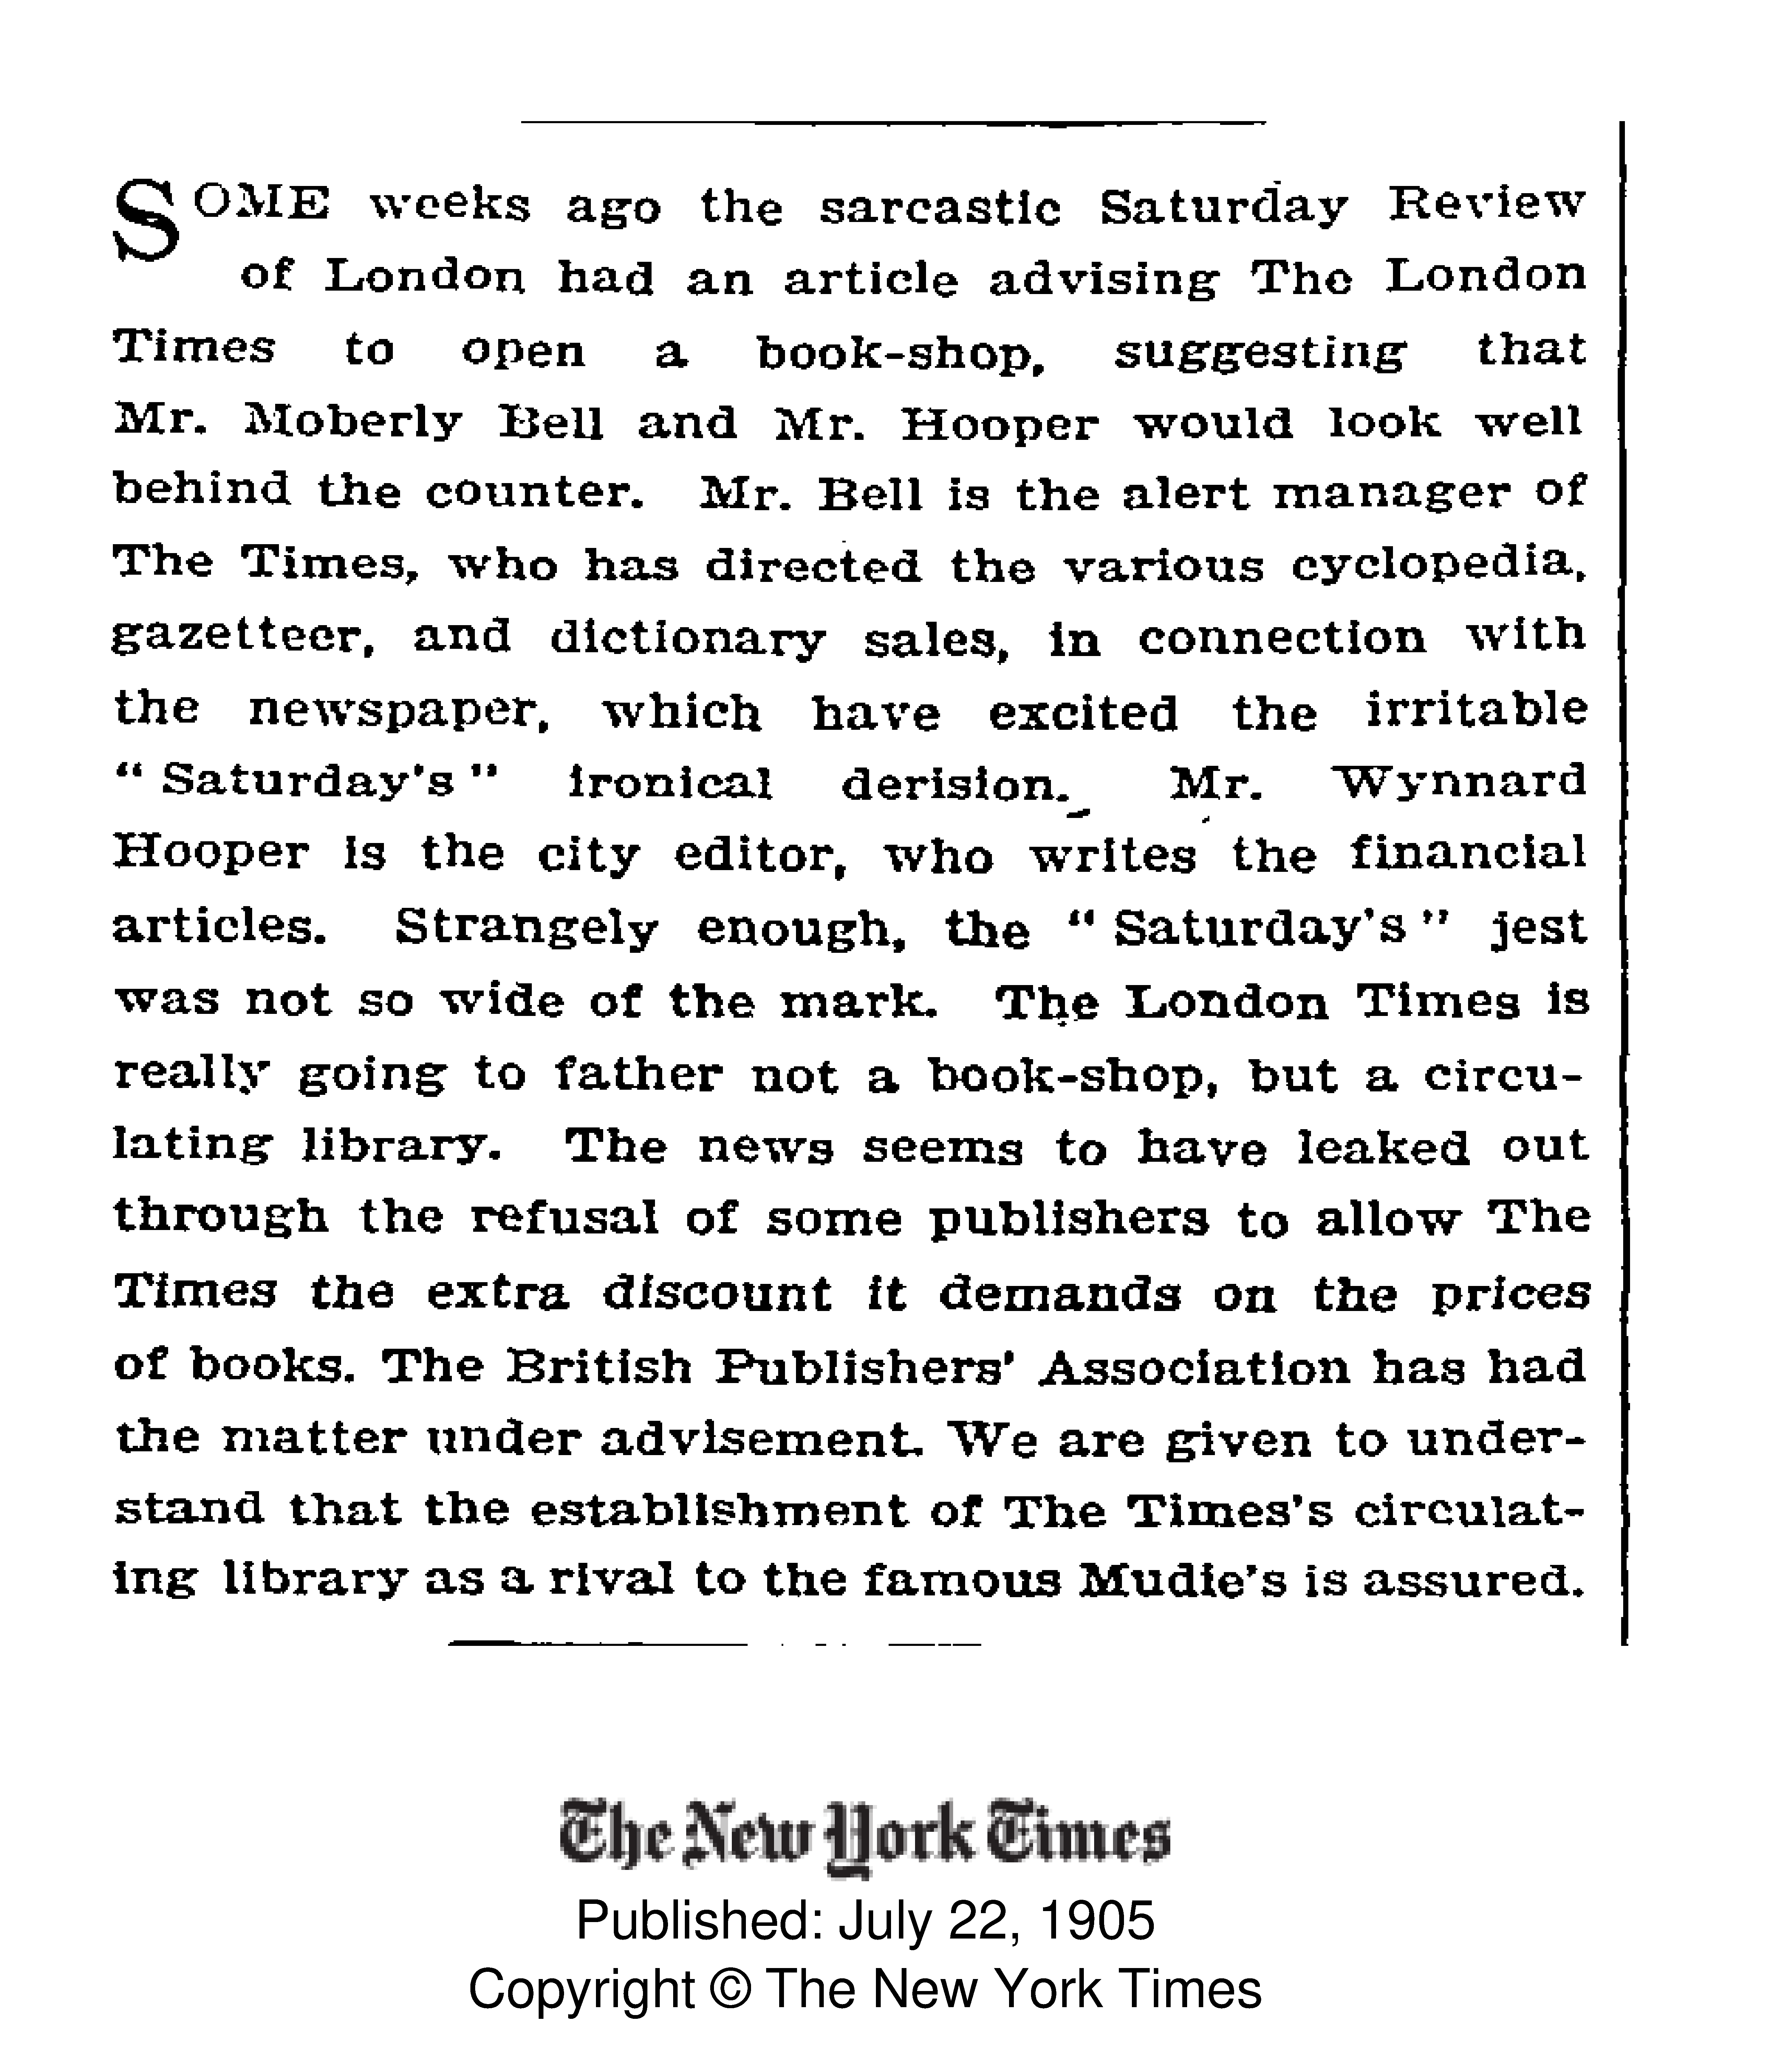 SOME weeks ago the sarcastic Saturday Review
of London had an article advising The London
Times to open a book-shop, suggesting that
Mr. Moberly Bell and Mr. Hooper would look well
behind the counter. Mr. Bell is the alert manager of
The Times, who has directed the various cyclopedia,
gazetteer, and dictionary sales, in connection with
the newspaper, which have excited the irritable
" Saturday's " ironical derision. Mr. Wynnard
Hooper is the city editor, who writes the financial
articles. Strangely enough, the " Saturday's " jest
was not so wide of the mark. The London Times is
really going to father not a book-shop, but a circu-
lating library. The news seems to have leaked out
through the refusal of some publishers to allow The
Times the extra discount it demands on the prices
of books. The British Publishers' Association has had
the matter under advisement. We are given to under-
stand that the establishment of The Times's circulat-
ing library as a rival to the famous Mudie's is assured.
The New York Times
Published: July 22, 1905
Copyright © The New York Times